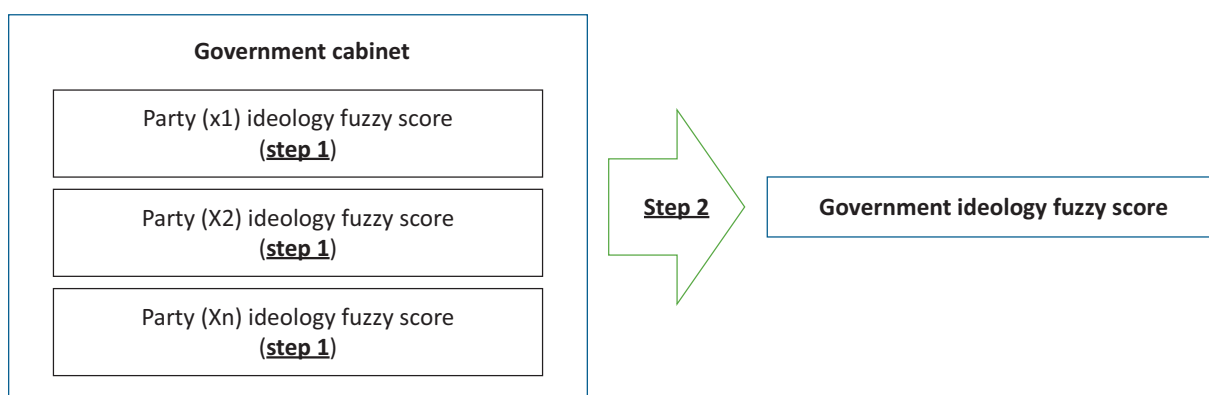 Government cabinet
Party (x1) ideology fuzzy score
(step 1)
Party (X2) ideology fuzzy score
(step 1)
Party (Xn) ideology fuzzy score
(step 1)
Step 2
Government ideology fuzzy score